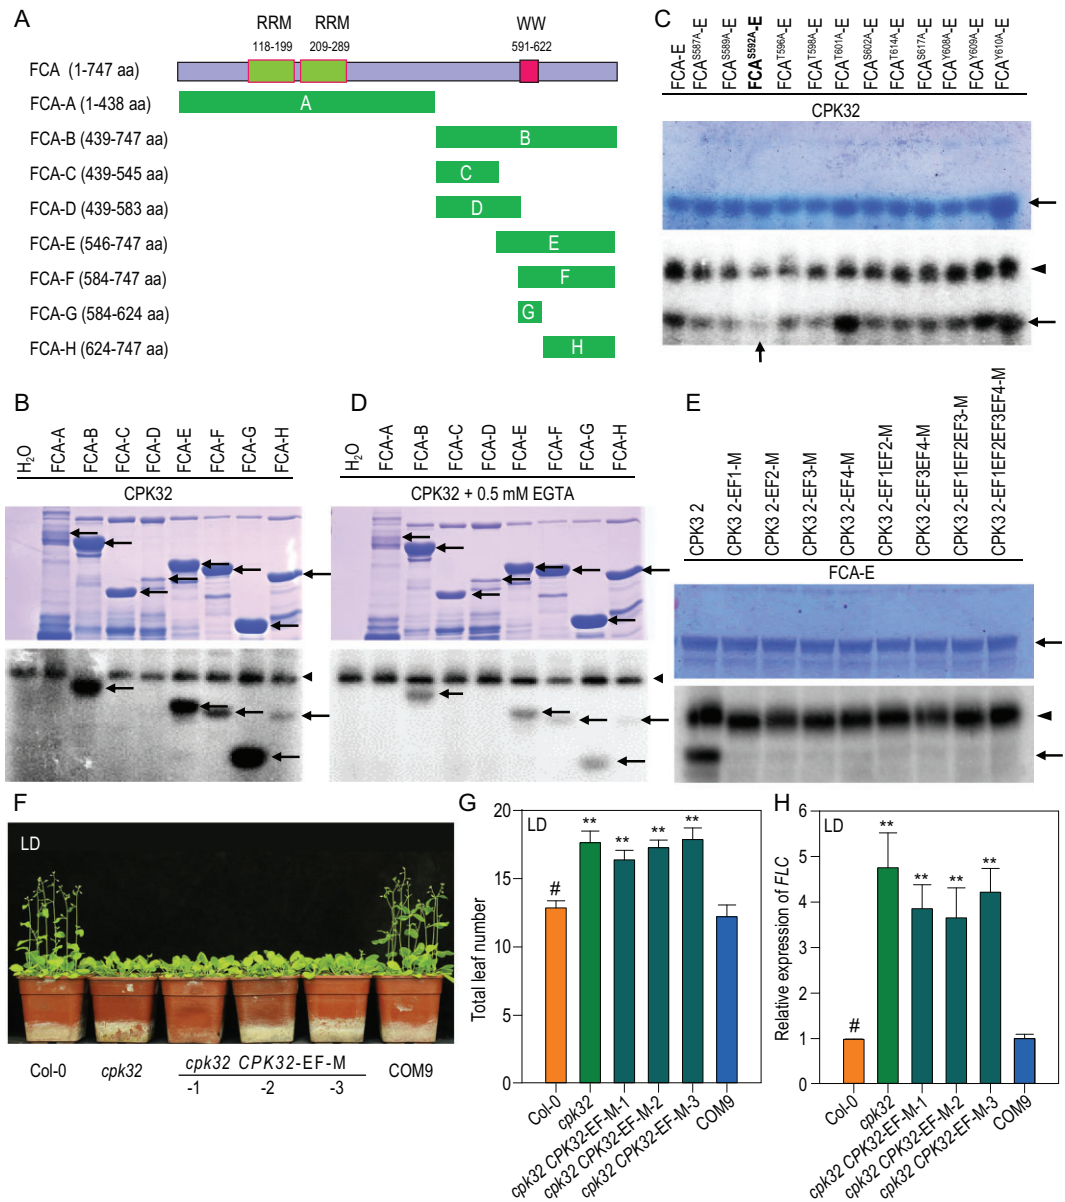 A
RRM RRM WW
118-199 209-289 591-622
FCA (1-747 aa)
FCA-A (1-438 aa) A
FCA-B (439-747 aa) B
FCA-C (439-545 aa) C
FCA-D (439-583 aa) D
FCA-E (546-747 aa) E
FCA-F (584-747 aa) F
FCA-G (584-624 aa) G
FCA-H (624-747 aa) H
C
FCA-E
FCAS587A-E
FCAS589A-E
FCAS592A-E
FCAT596A-E
FCAT598A-E
FCAT601A-E
FCAS602A-E
FCAT614A-E
FCAS617A-E
FCAY608A-E
FCAY609A-E
FCAY610A-E
CPK32
B
H2O
FCA-A
FCA-B
FCA-C
FCA-D
FCA-E
FCA-F
FCA-G
FCA-H
CPK32
D
H2O
FCA-A
FCA-B
FCA-C
FCA-D
FCA-E
FCA-F
FCA-G
FCA-H
CPK32 + 0.5 mM EGTA
E
CPK3 2
CPK3 2-EF1-M
CPK3 2-EF2-M
CPK3 2-EF3-M
CPK3 2-EF4-M
CPK3 2-EF1EF2-M
CPK3 2-EF3EF4-M
CPK3 2-EF1EF2EF3-M
CPK3 2-EF1EF2EF3EF4-M
FCA-E
F
LD
Col-0 cpk32 cpk32 CPK32-EF-M COM9
-1 -2 -3
G
LD
Total leaf number
20
15
10
5
0
#
**
**
**
**
Col-0
cpk32
cpk32 CPK32-EF-M-1
cpk32 CPK32-EF-M-2
cpk32 CPK32-EF-M-3
COM9
H
LD
Relative expression of FLC
6
5
4
3
2
1
0
#
**
**
**
**
Col-0
cpk32
cpk32 CPK32-EF-M-1
cpk32 CPK32-EF-M-2
cpk32 CPK32-EF-M-3
COM9